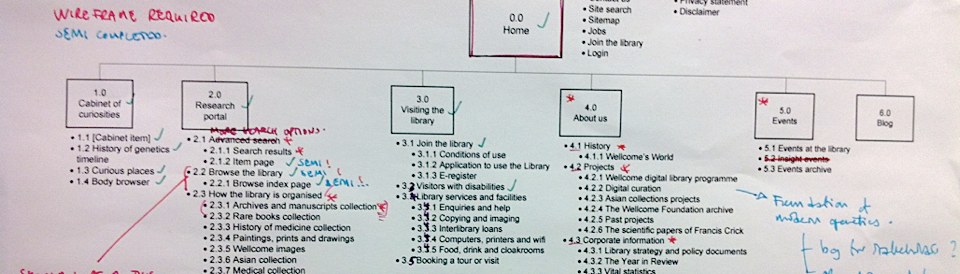 WIREFRAME REQUIRED
SEMI COMPLETED.
0.0
Home
• Site search
• Sitemap
• Jobs
• Join the library
• Login
Privacy statement
• Disclaimer
1.0
Cabinet of
curiosities
• 1.1 [Cabinet item]
• 1.2 History of genetics
timeline
• 1.3 Curious places
• 1.4 Body browser
2.0
Research
portal
MORE SEARCH OPTIONS.
• 2.1 Advanced search
• 2.1.1 Search results
• 2.1.2 Item page SEMI!
• 2.2 Browse the library SEMI!
• 2.2.1 Browse index page SEMI!
• 2.3 How the library is organised
• 2.3.1 Archives and manuscripts collection
• 2.3.2 Rare books collection
• 2.3.3 History of medicine collection
• 2.3.4 Paintings, prints and drawings
• 2.3.5 Wellcome images
• 2.3.6 Asian collection
• 2.3.7 Medical collection
3.0
Visiting the
library
• 3.1 Join the library
• 3.1.1 Conditions of use
• 3.1.2 Application to use the Library
• 3.1.3 E-register
• 3.2 Visitors with disabilities
• 3.4 Library services and facilities
• 3.4.1 Enquiries and help
• 3.4.2 Copying and imaging
• 3.4.3 Interlibrary loans
• 3.4.4 Computers, printers and wifi
• 3.4.5 Food, drink and cloakrooms
• 3.5 Booking a tour or visit
4.0
About us
• 4.1 History
• 4.1.1 Wellcome's World
• 4.2 Projects
• 4.2.1 Wellcome digital library programme
• 4.2.2 Digital curation
• 4.2.3 Asian collections projects
• 4.2.4 The Wellcome Foundation archive
• 4.2.5 Past projects
• 4.2.6 The scientific papers of Francis Crick
• 4.3 Corporate information
• 4.3.1 Library strategy and policy documents
• 4.3.2 The Year in Review
• 4.3.3 Vital statistics
5.0
Events
• 5.1 Events at the library
• 5.2 Insight events
• 5.3 Events archive
6.0
Blog
Foundation of
modern genetics.
big for stakeholders?